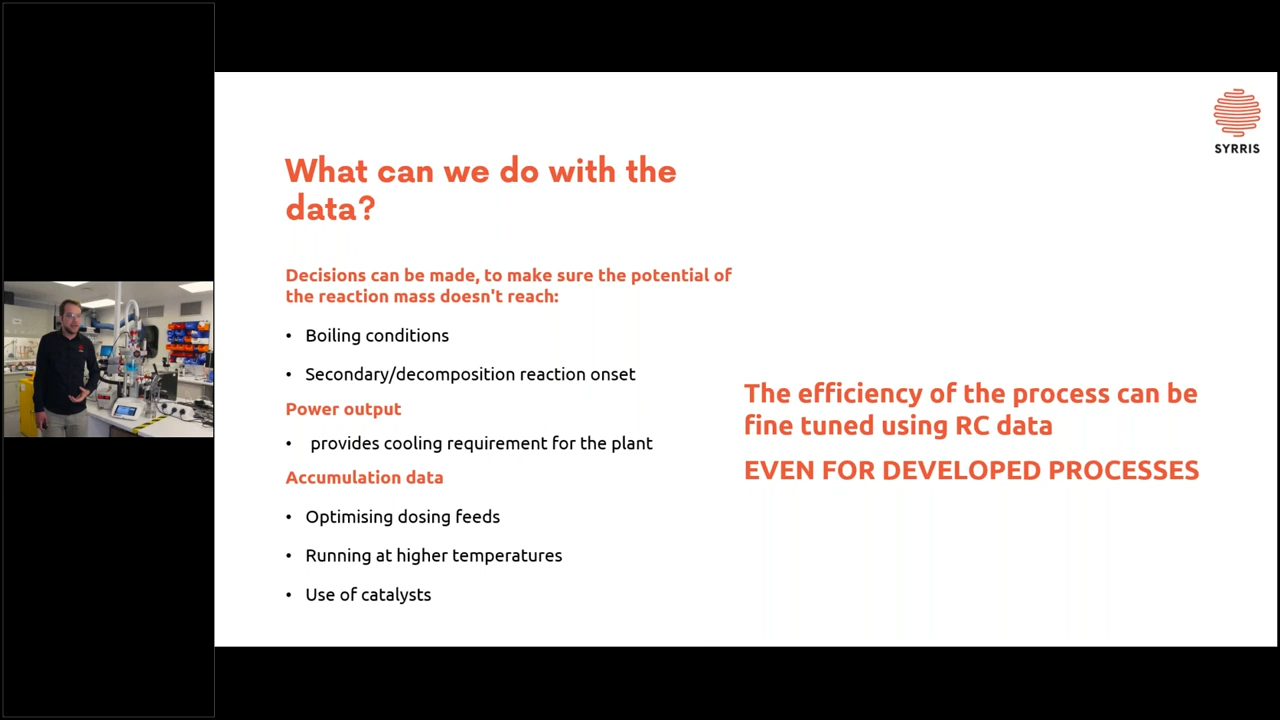 SYRRIS
What can we do with the
data?
Decisions can be made, to make sure the potential of
the reaction mass doesn't reach:
• Boiling conditions
• Secondary/decomposition reaction onset
Power output
• provides cooling requirement for the plant
Accumulation data
• Optimising dosing feeds
• Running at higher temperatures
• Use of catalysts
The efficiency of the process can be
fine tuned using RC data
EVEN FOR DEVELOPED PROCESSES